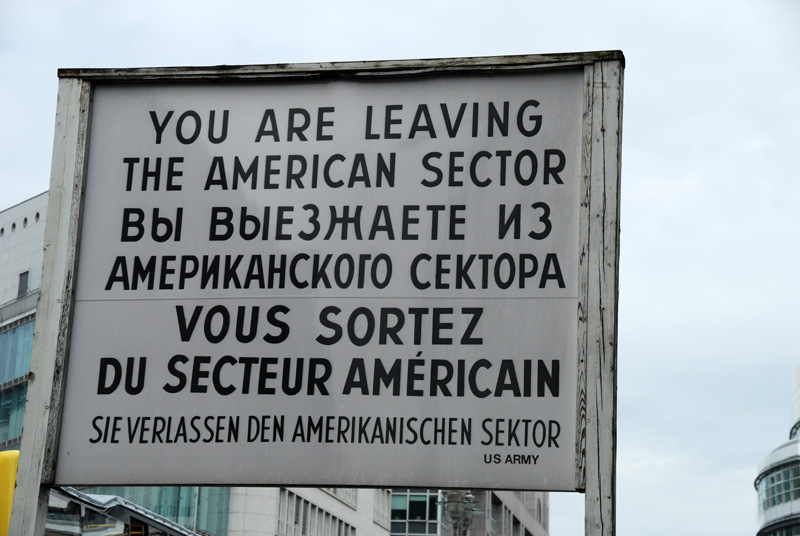 YOU ARE LEAVING
THE AMERICAN SECTOR
ВЫ ВЫЕЗЖАЕТЕ ИЗ
АМЕРИКАНСКОГО СЕКТОРА
VOUS SORTEZ
DU SECTEUR AMÉRICAIN
SIE VERLASSEN DEN AMERIKANISCHEN SEKTOR
US ARMY